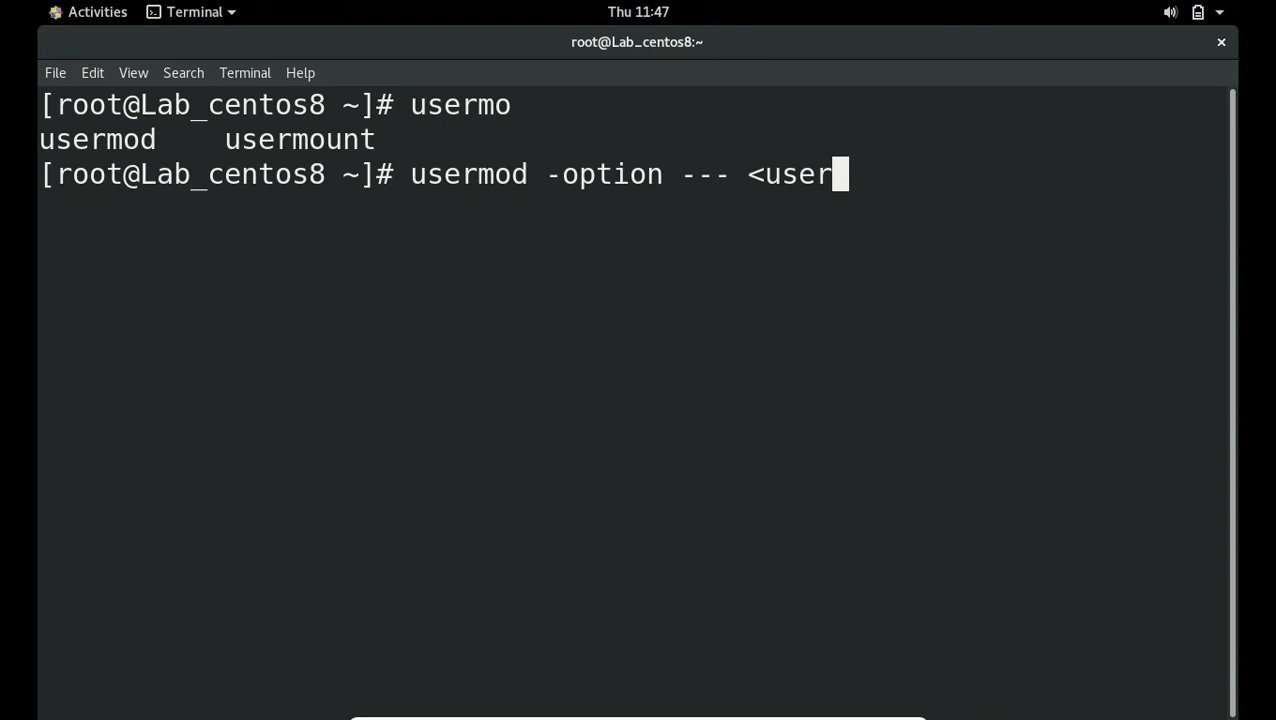 Activities Terminal Thu 11:47
root@Lab_centos8:~
File Edit View Search Terminal Help
[root@Lab_centos8 ~]# usermo
usermod usermount
[root@Lab_centos8 ~]# usermod -option --- <user